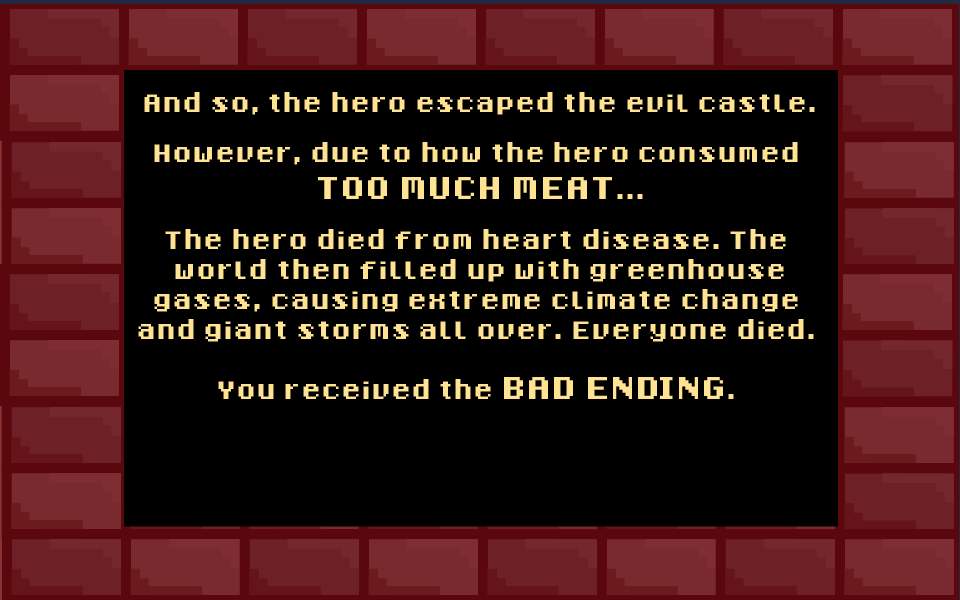 And so, the hero escaped the evil castle.
However, due to how the hero consumed
TOO MUCH MEAT...
The hero died from heart disease. The
world then filled up with greenhouse
gases, causing extreme climate change
and giant storms all over. Everyone died.
You received the BAD ENDING.